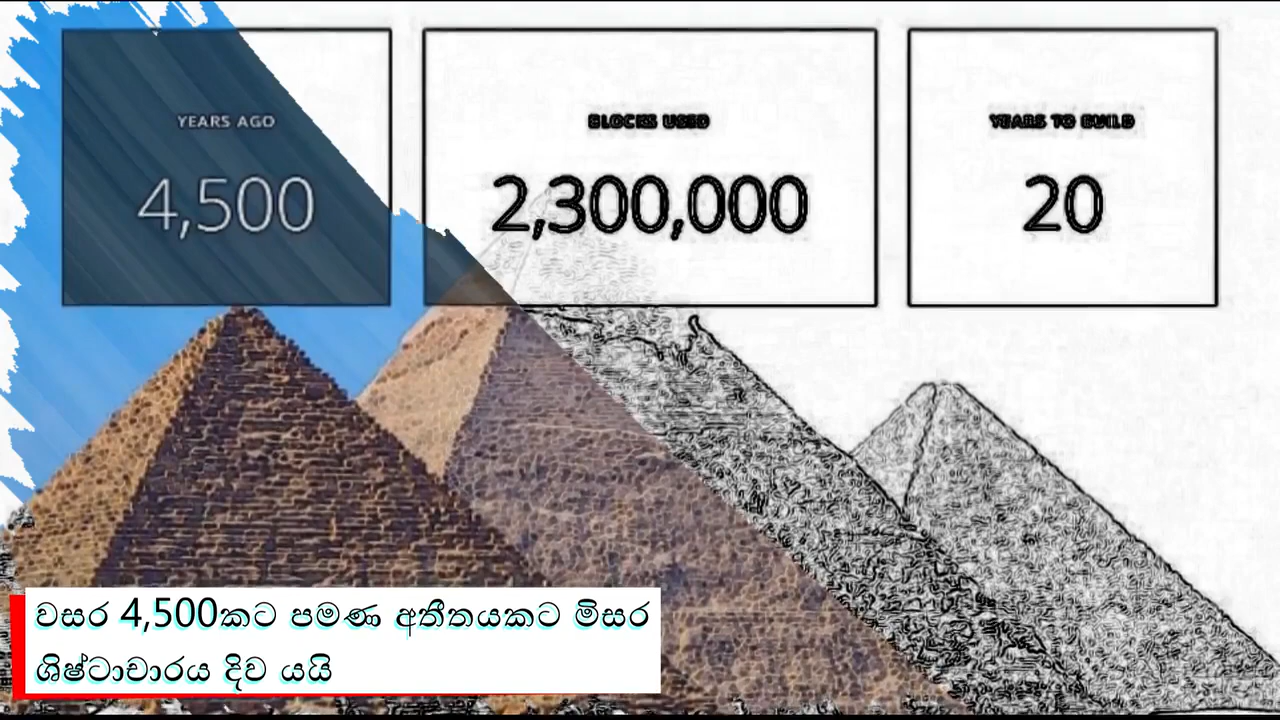 YEARS AGO
4,500
BLOCKS USED
2,300,000
YEARS TO BUILD
20
වසර 4,500කට පමණ අතීතයකට මිසර
ශිෂ්ටාචාරය දිව යයි